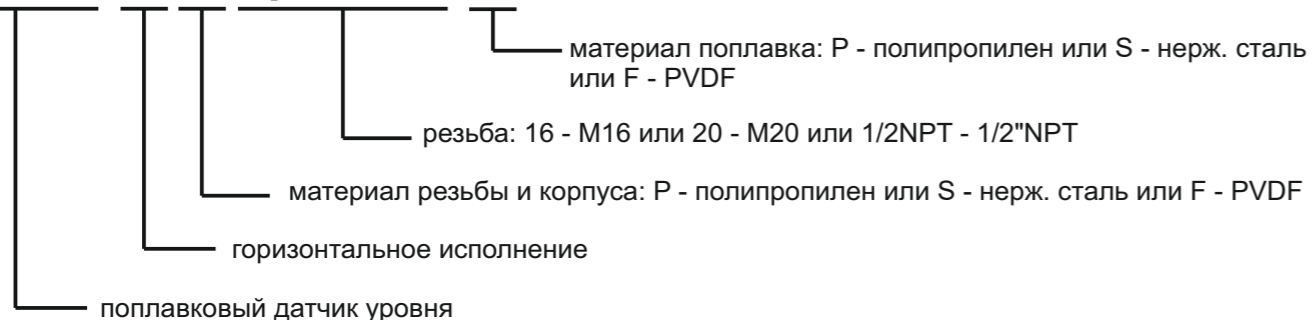 материал поплавка: P - полипропилен или S - нерж. сталь
или F - PVDF
резьба: 16 - M16 или 20 - M20 или 1/2NPT - 1/2"NPT
материал резьбы и корпуса: P - полипропилен или S - нерж. сталь или F - PVDF
горизонтальное исполнение
поплавковый датчик уровня